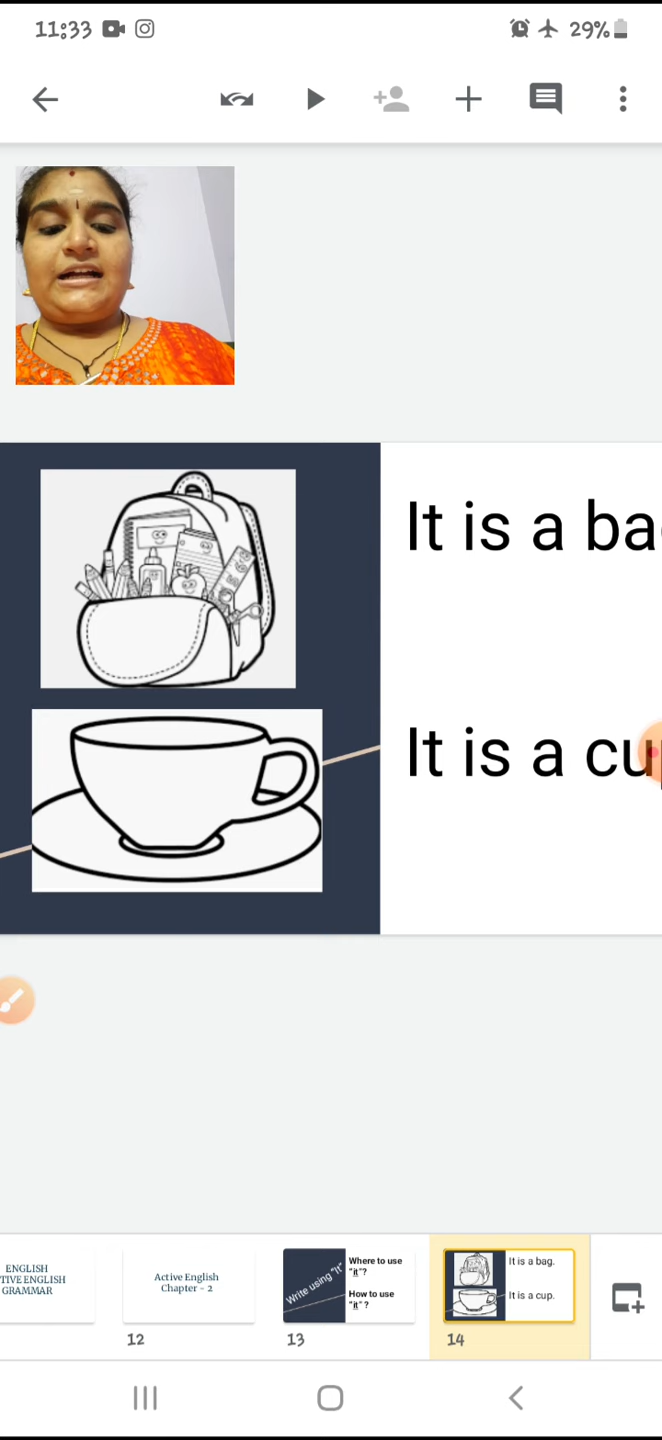 11:33
29%
It is a ba
It is a cu
ENGLISH
TIVE ENGLISH
GRAMMAR
Active English
Chapter - 2
12
Write using "It"
Where to use
"it"?
How to use
"it" ?
13
It is a bag.
It is a cup.
14